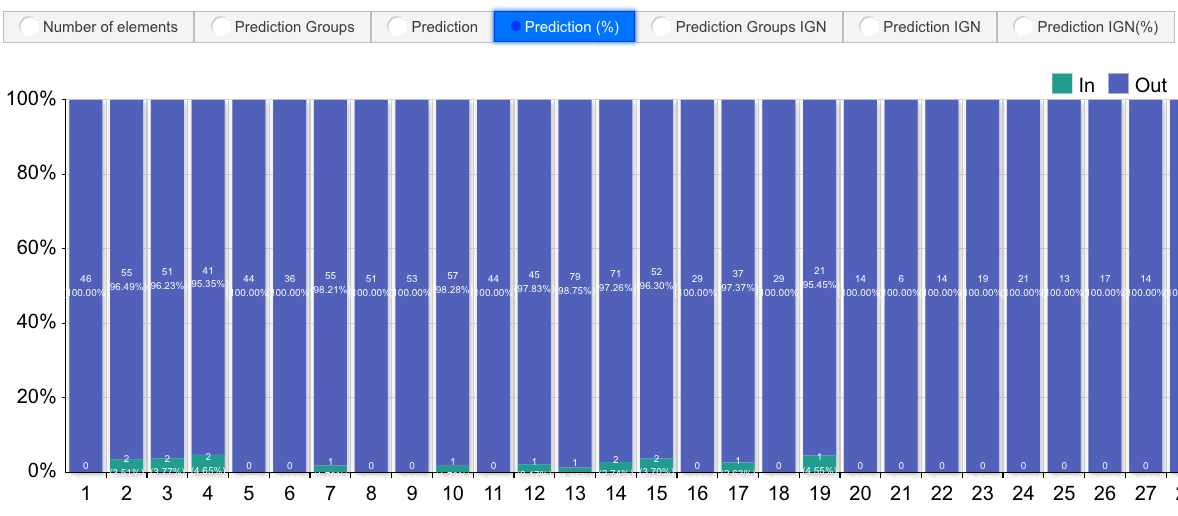 Number of elements Prediction Groups Prediction Prediction (%) Prediction Groups IGN Prediction IGN Prediction IGN(%)
In Out
100%
80%
60%
46 55 51 41 44 36 55 51 53 57 44 45 79 71 52 29 37 29 21 14 6 14 19 21 13 17 14
100.00% 96.49% 96.23% 95.35% 100.00% 100.00% 98.21% 100.00% 100.00% 98.28% 100.00% 97.83% 98.75% 97.26% 96.30% 100.00% 97.37% 100.00% 95.45% 100.00% 100.00% 100.00% 100.00% 100.00% 100.00% 100.00% 100.00%
40%
20%
0 2 2 2 0 0 1 0 0 1 0 1 1 2 2 0 1 0 1 0 0 0 0 0 0 0 0
(3.51%) (3.77%) (4.65%) (3.70%) (4.55%)
0%
1 2 3 4 5 6 7 8 9 10 11 12 13 14 15 16 17 18 19 20 21 22 23 24 25 26 27